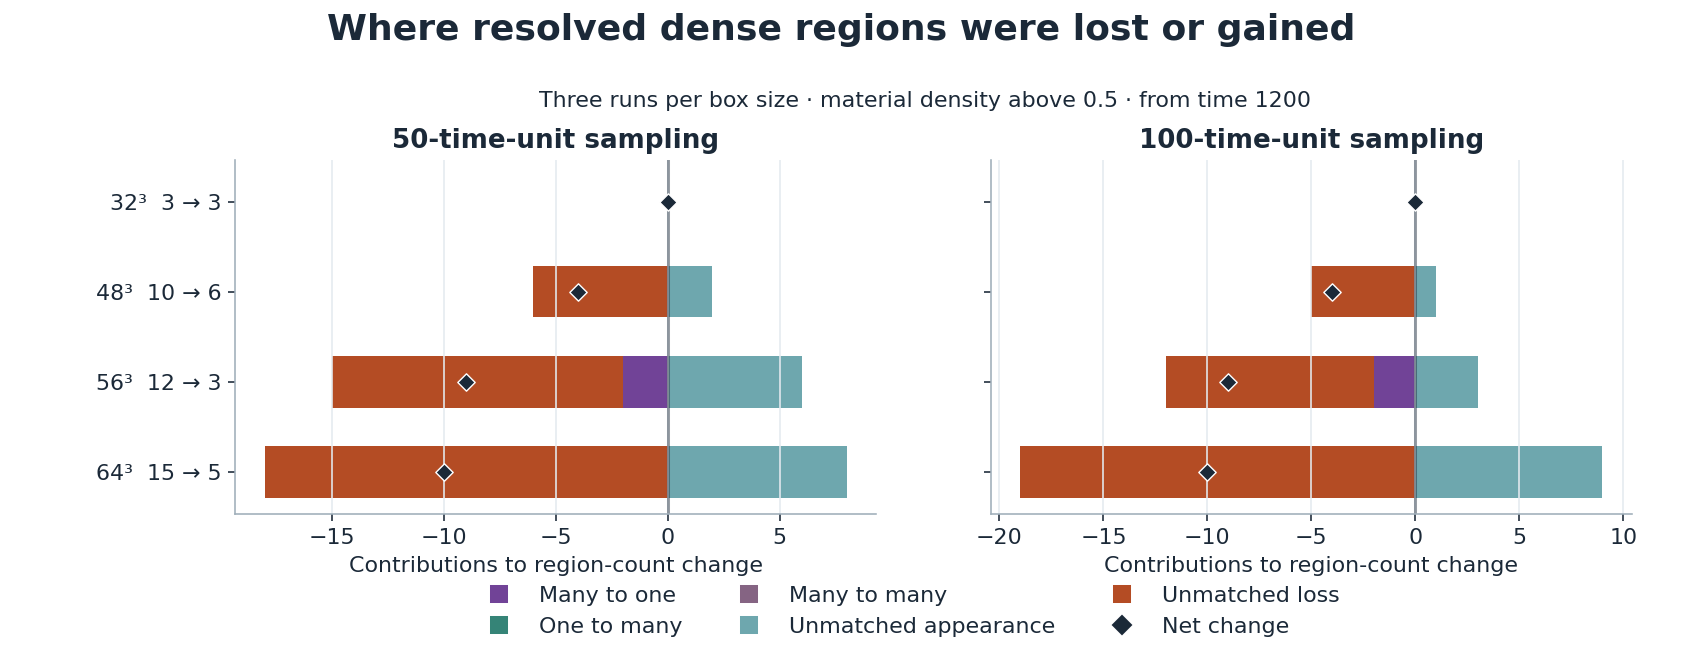 Where resolved dense regions were lost or gained
Three runs per box size · material density above 0.5 · from time 1200
50-time-unit sampling
100-time-unit sampling
32³  3 → 3
48³  10 → 6
56³  12 → 3
64³  15 → 5
−15 −10 −5 0 5
−20 −15 −10 −5 0 5 10
Contributions to region-count change
Contributions to region-count change
Many to one
Many to many
Unmatched loss
One to many
Unmatched appearance
Net change